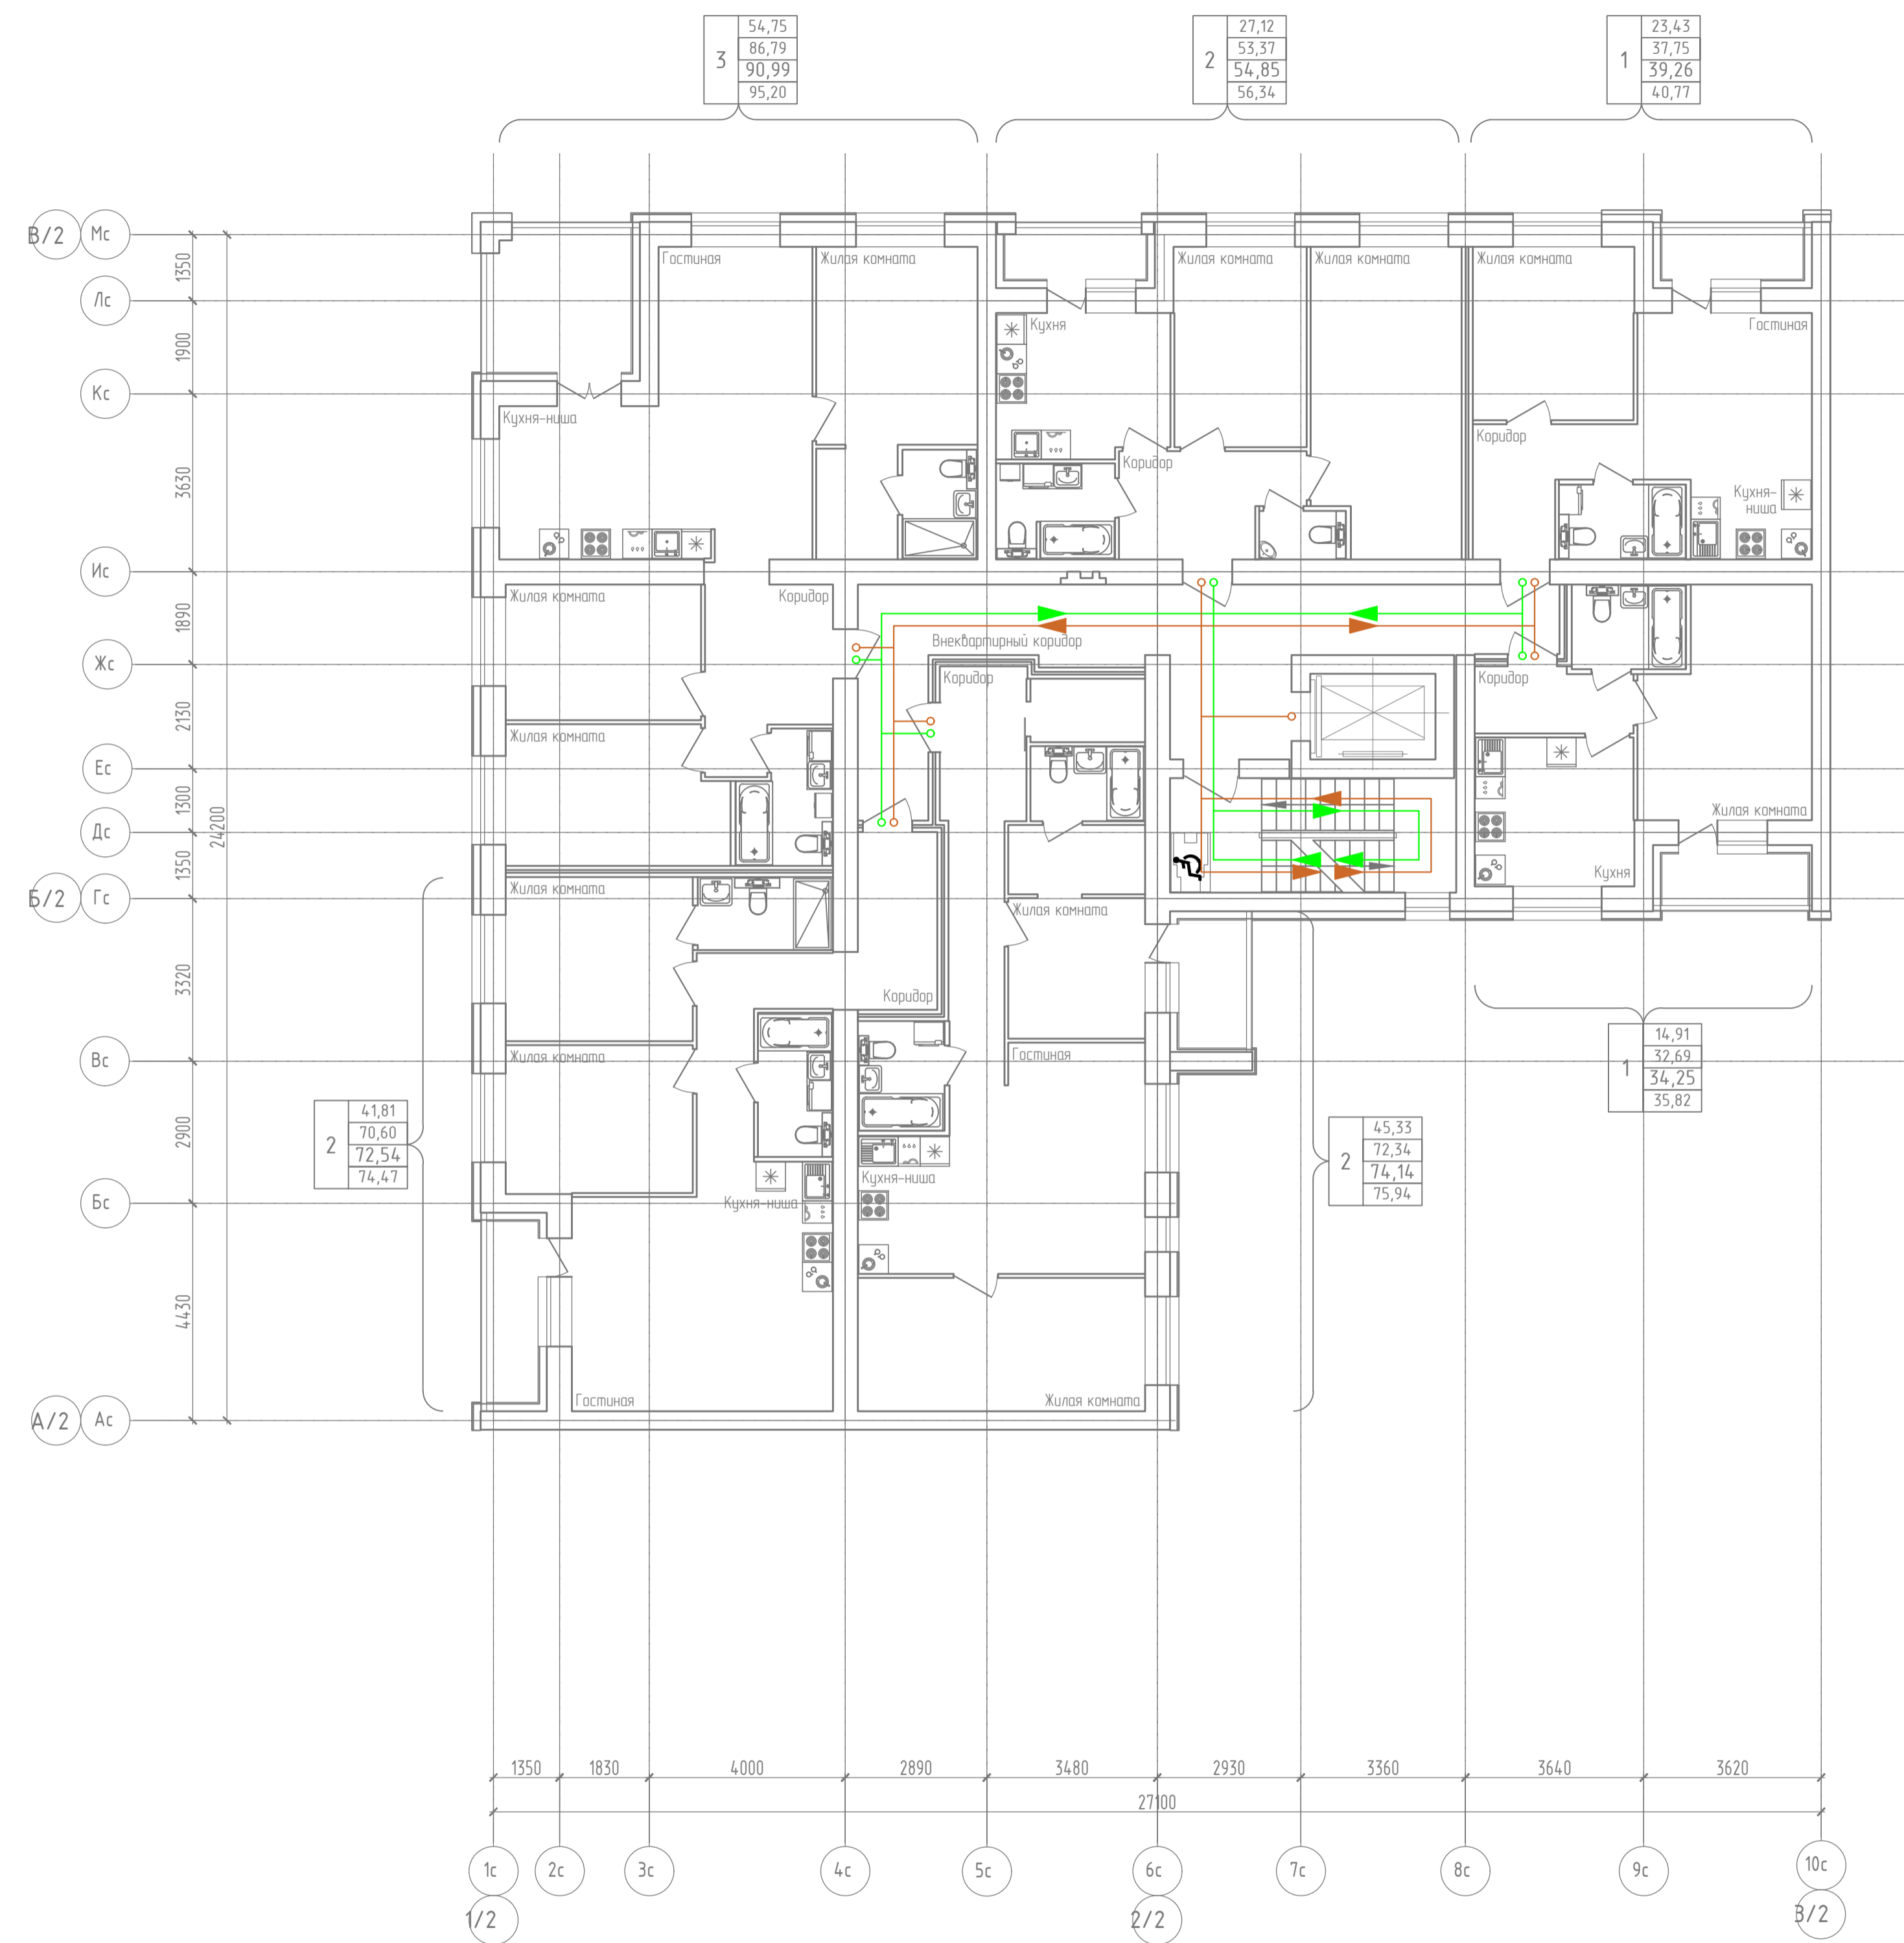 3
54,75
86,79
90,99
95,20
2
27,12
53,37
54,85
56,34
1
23,43
37,75
39,26
40,77
В/2
Мс
Лс
Кс
Ис
Жс
Ес
Дс
Б/2
Гс
Вс
Бс
А/2
Ас
1350
1900
3630
1890
2130
1300
1350
3320
2900
4430
24200
Гостиная
Жилая комната
Жилая комната
Жилая комната
Жилая комната
Кухня
Гостиная
Кухня-ниша
Коридор
Коридор
Кухня-
ниша
Жилая комната
Коридор
Внеквартирный коридор
Коридор
Коридор
Жилая комната
Жилая комната
Кухня
Жилая комната
Жилая комната
Коридор
Жилая комната
Гостиная
Кухня-ниша
Кухня-ниша
Гостиная
Жилая комната
2
41,81
70,60
72,54
74,47
2
45,33
72,34
74,14
75,94
1
14,91
32,69
34,25
35,82
1350
1830
4000
2890
3480
2930
3360
3640
3620
27100
1с
2с
3с
4с
5с
6с
7с
8с
9с
10с
1/2
2/2
3/2